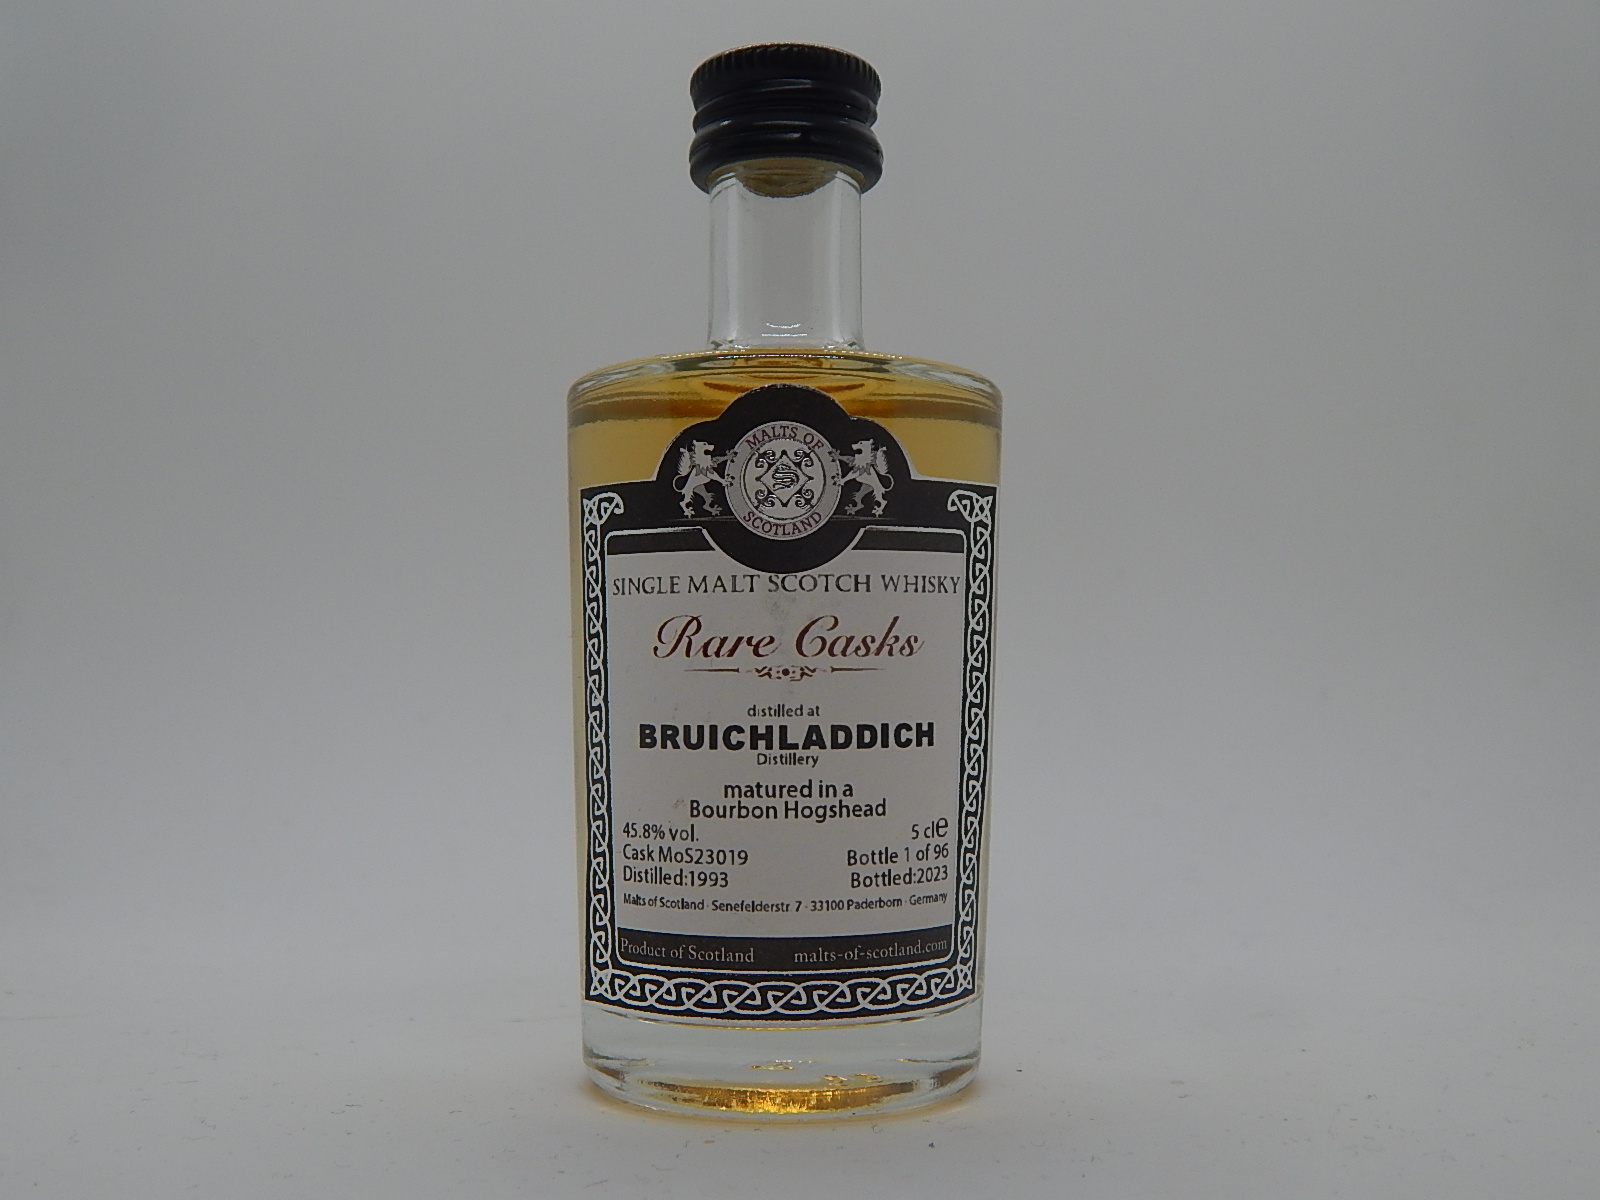 MALTS OF
SCOTLAND
SINGLE MALT SCOTCH WHISKY
Rare Casks
distilled at
BRUICHLADDICH
Distillery
matured in a
Bourbon Hogshead
45.8% vol. 5 cl e
Cask MoS23019 Bottle 1 of 96
Distilled:1993 Bottled:2023
Malts of Scotland · Senefelderstr. 7 · 33100 Paderborn · Germany
Product of Scotland malts-of-scotland.com